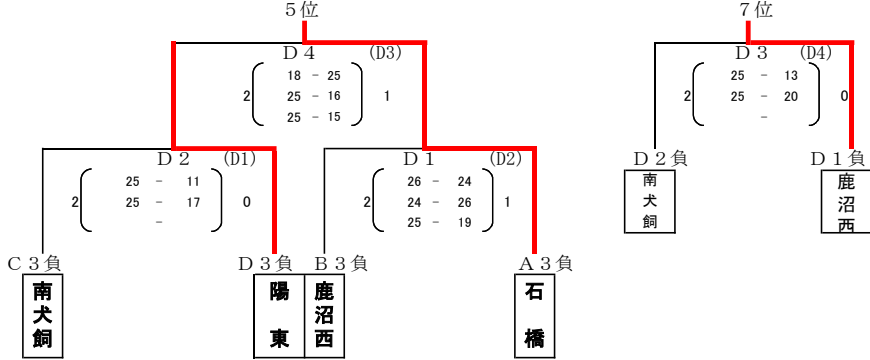 ５位
Ｄ４ (D3)
18 - 25
2 25 - 16 1
25 - 15
Ｄ２ (D1)
25 - 11
2 25 - 17 0
-
Ｄ１ (D2)
26 - 24
2 24 - 26 1
25 - 19
Ｃ３負
Ｄ３負
Ｂ３負
Ａ３負
南犬飼
陽東
鹿沼西
石橋
７位
Ｄ３ (D4)
25 - 13
2 25 - 20 0
-
Ｄ２負
Ｄ１負
南犬飼
鹿沼西